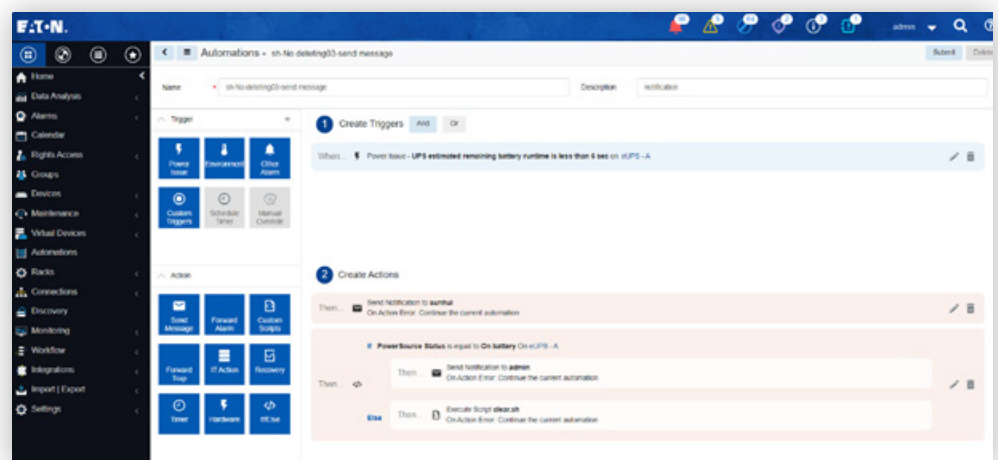 EATON
admin
Automations - sh-No deleting03-send message
Submit
Delete
Name
sh-No deleting03-send message
Description
notification
Home
Data Analysis
Alarms
Calendar
Rights Access
Groups
Devices
Maintenance
Virtual Devices
Automations
Racks
Connections
Discovery
Monitoring
Workflow
Integrations
Import | Export
Settings
Trigger
Power Issue
Environment
Other Alarm
Custom Triggers
Schedule Timer
Manual Override
Action
Send Message
Forward Alarm
Custom Scripts
Forward Trap
IT Action
Recovery
Timer
Hardware
If/Else
1 Create Triggers And Or
When... Power Issue - UPS estimated remaining battery runtime is less than 6 sec on eUPS - A
2 Create Actions
Then... Send Notification to sunhui
On Action Error: Continue the current automation
If PowerSource Status is equal to On battery On eUPS - A
Then...
Then... Send Notification to admin
On Action Error: Continue the current automation
Else Then... Execute Script clear.sh
On Action Error: Continue the current automation